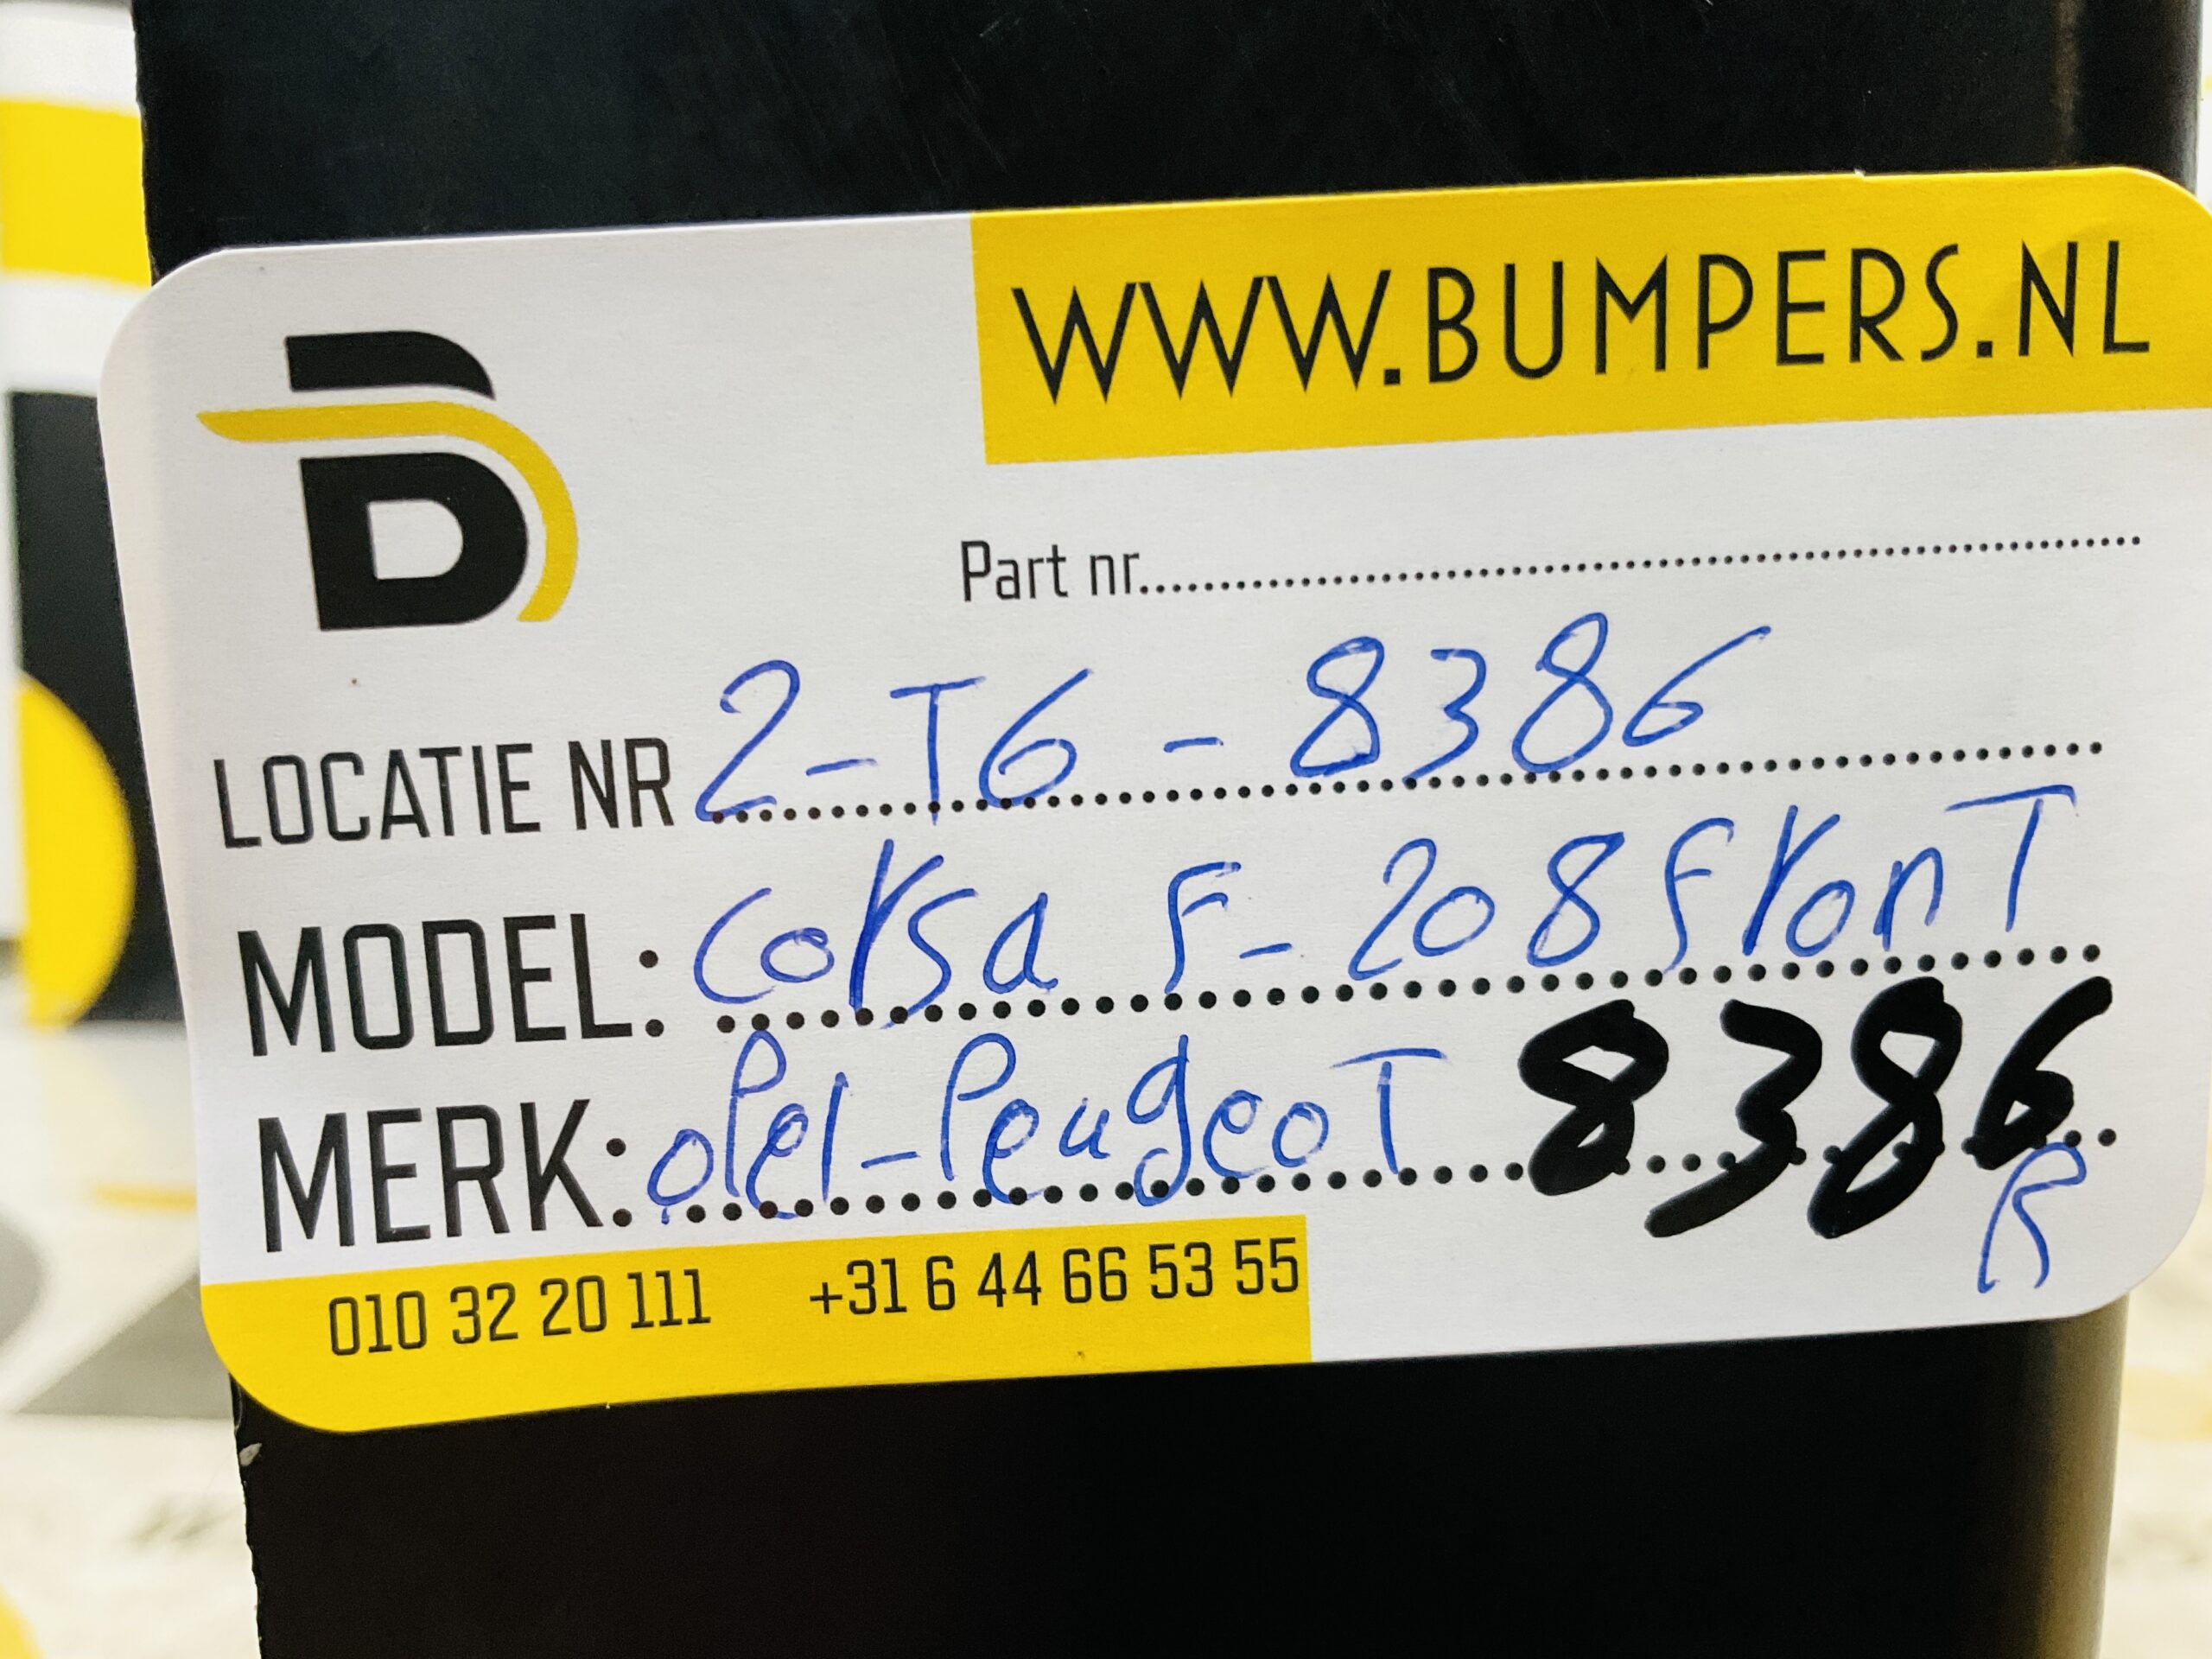 WWW.BUMPERS.NL
B
Part nr.......................................
LOCATIE NR 2-T6-8386
MODEL: Corsa F-208 fronT
MERK: oPel-PeugeoT 8386
R
010 32 20 111 +31 6 44 66 53 55